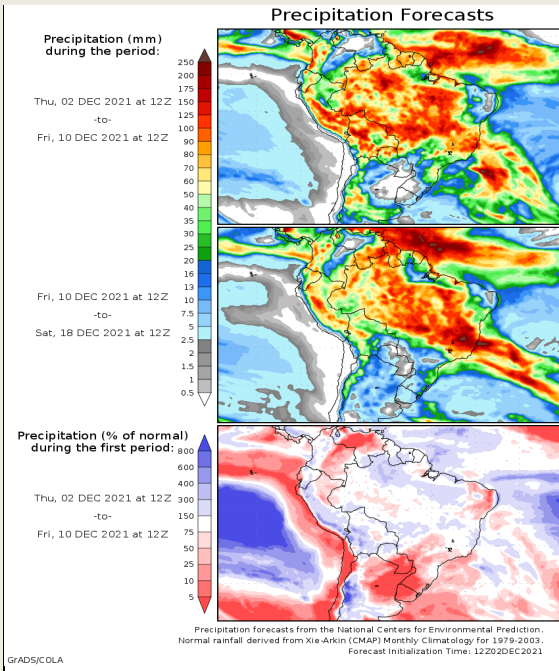 Precipitation Forecasts
Precipitation (mm)
during the period:
Thu, 02 DEC 2021 at 12Z
-to-
Fri, 10 DEC 2021 at 12Z
250
200
175
150
125
100
90
80
70
60
50
40
35
30
25
20
16
13
10
7.5
5
2.5
2
1.5
1
0.5
Fri, 10 DEC 2021 at 12Z
-to-
Sat, 18 DEC 2021 at 12Z
Precipitation (% of normal)
during the first period:
Thu, 02 DEC 2021 at 12Z
-to-
Fri, 10 DEC 2021 at 12Z
800
600
400
300
150
75
50
25
10
5
Precipitation forecasts from the National Centers for Environmental Prediction.
Normal rainfall derived from Xie-Arkin (CMAP) Monthly Climatology for 1979-2003.
Forecast Initialization Time: 12Z02DEC2021
GrADS/COLA